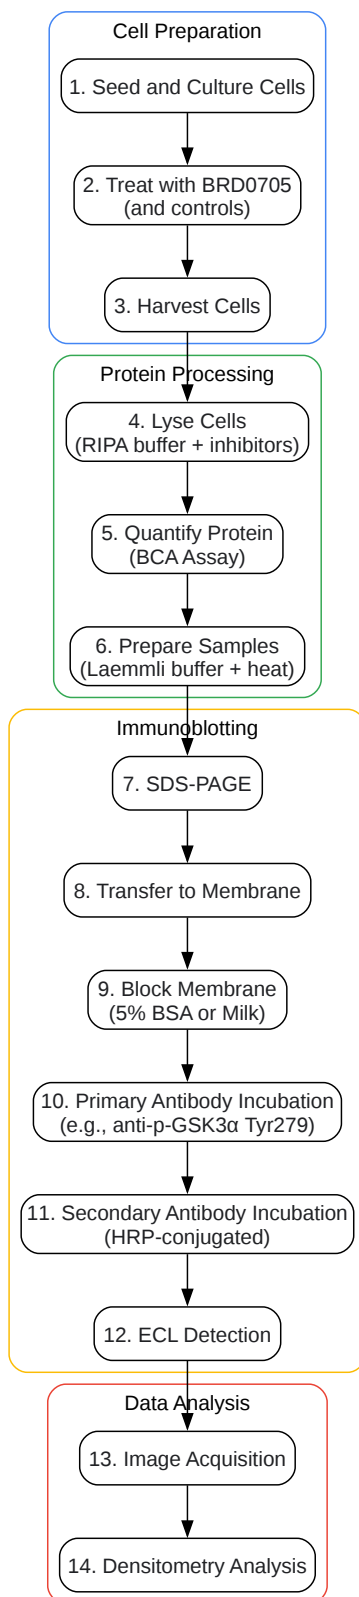 Cell Preparation
1. Seed and Culture Cells
2. Treat with BRD0705
(and controls)
3. Harvest Cells
Protein Processing
4. Lyse Cells
(RIPA buffer + inhibitors)
5. Quantify Protein
(BCA Assay)
6. Prepare Samples
(Laemmli buffer + heat)
Immunoblotting
7. SDS-PAGE
8. Transfer to Membrane
9. Block Membrane
(5% BSA or Milk)
10. Primary Antibody Incubation
(e.g., anti-p-GSK3α Tyr279)
11. Secondary Antibody Incubation
(HRP-conjugated)
12. ECL Detection
Data Analysis
13. Image Acquisition
14. Densitometry Analysis